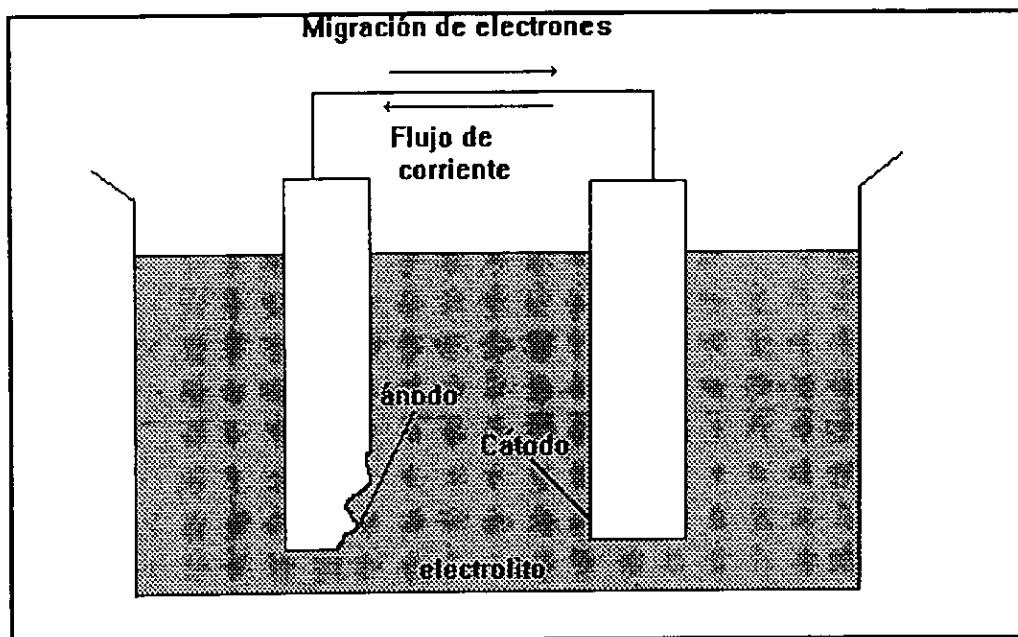 Migración de electrones
Flujo de
corriente
ánodo
Cátodo
electrolito